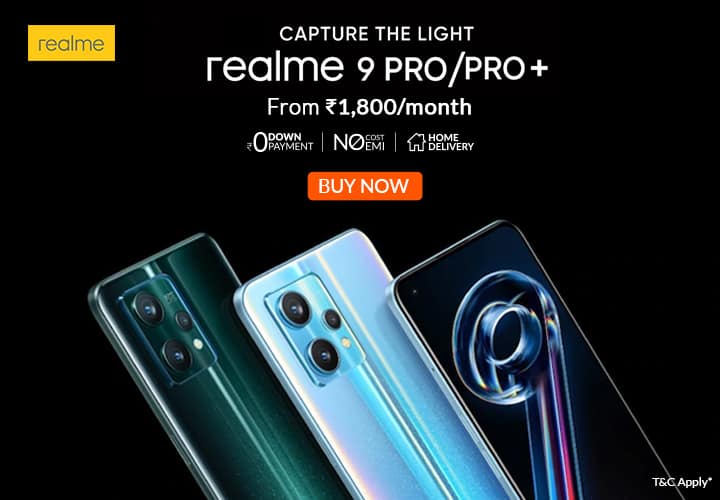 realme
CAPTURE THE LIGHT
realme 9 PRO/PRO+
From ₹1,800/month
₹0 DOWN PAYMENT | NO COST EMI | HOME DELIVERY
BUY NOW
T&C Apply*